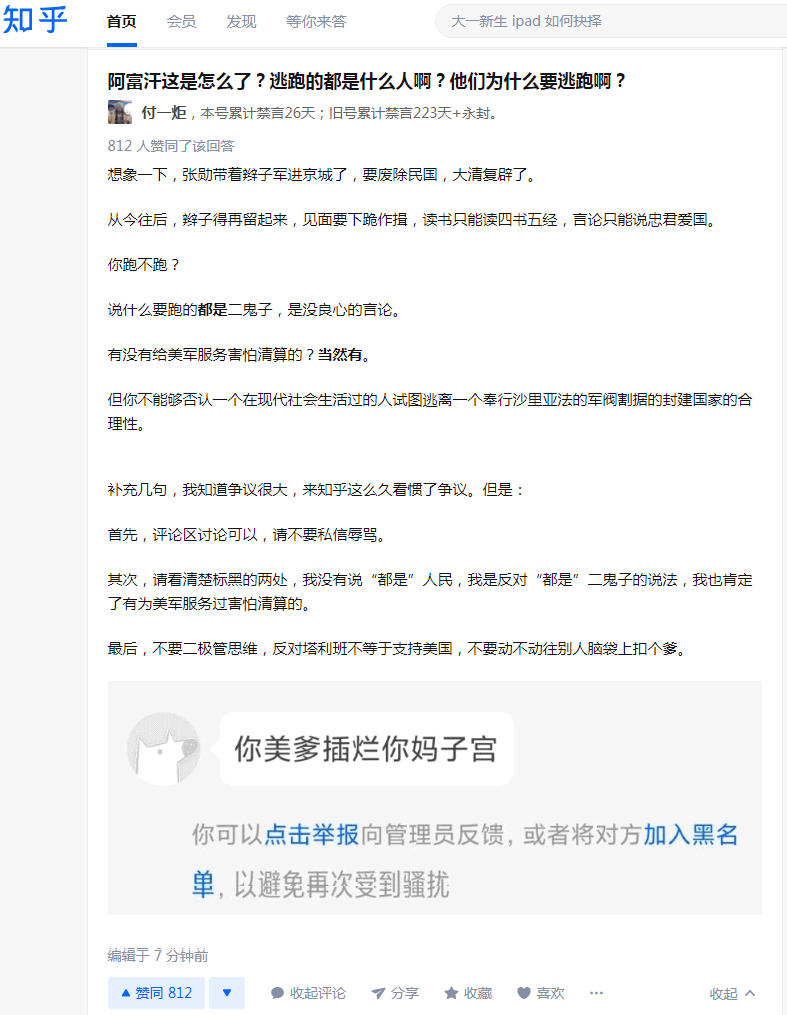 知乎 首页 会员 发现 等你来答 大一新生 ipad 如何抉择
阿富汗这是怎么了？逃跑的都是什么人啊？他们为什么要逃跑啊？
付一炬，本号累计禁言26天；旧号累计禁言223天+永封。
812 人赞同了该回答
想象一下，张勋带着辫子军进京城了，要废除民国，大清复辟了。
从今往后，辫子得再留起来，见面要下跪作揖，读书只能读四书五经，言论只能说忠君爱国。
你跑不跑？
说什么要跑的都是二鬼子，是没良心的言论。
有没有给美军服务害怕清算的？当然有。
但你不能够否认一个在现代社会生活过的人试图逃离一个奉行沙里亚法的军阀割据的封建国家的合
理性。
补充几句，我知道争议很大，来知乎这么久看惯了争议。但是：
首先，评论区讨论可以，请不要私信辱骂。
其次，请看清楚标黑的两处，我没有说“都是”人民，我是反对“都是”二鬼子的说法，我也肯定
了有为美军服务过害怕清算的。
最后，不要二极管思维，反对塔利班不等于支持美国，不要动不动往别人脑袋上扣个爹。
你美爹插烂你妈子宫
你可以点击举报向管理员反馈, 或者将对方加入黑名
单, 以避免再次受到骚扰
编辑于 7 分钟前
赞同 812 收起评论 分享 收藏 喜欢 收起